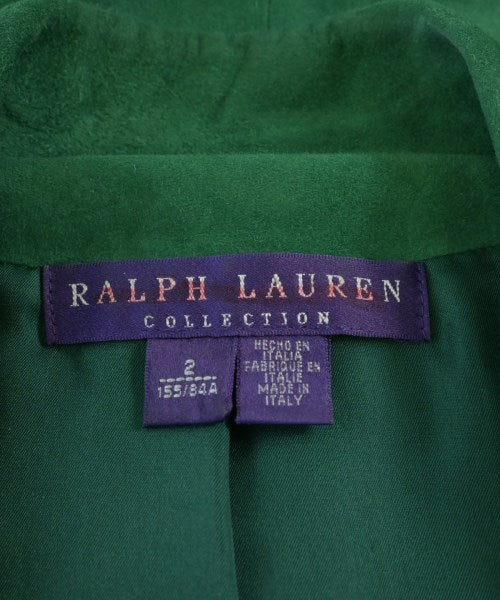 RALPH LAUREN
COLLECTION
2
155/84A
HECHO EN
ITALIA
FABRIQUE EN
ITALIE
MADE IN
ITALY